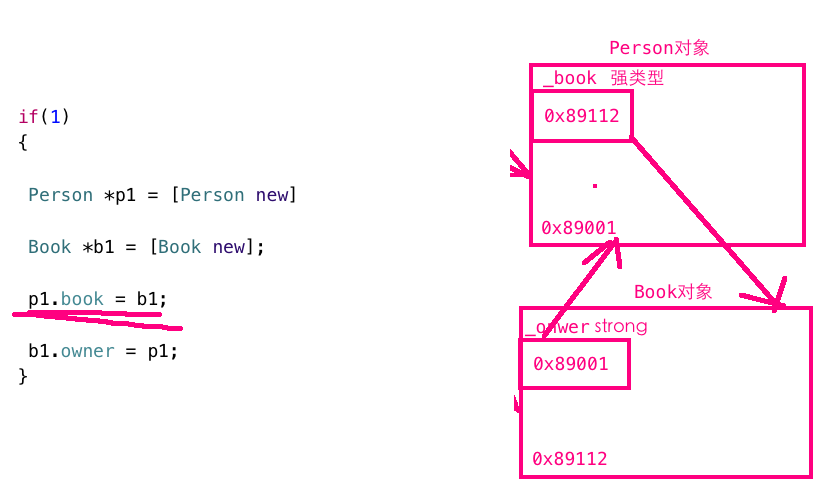 if(1)
{
Person *p1 = [Person new]
Book *b1 = [Book new];
p1.book = b1;
b1.owner = p1;
}
Person对象
_book 强类型
0x89112
0x89001
Book对象
_onwer strong
0x89001
0x89112